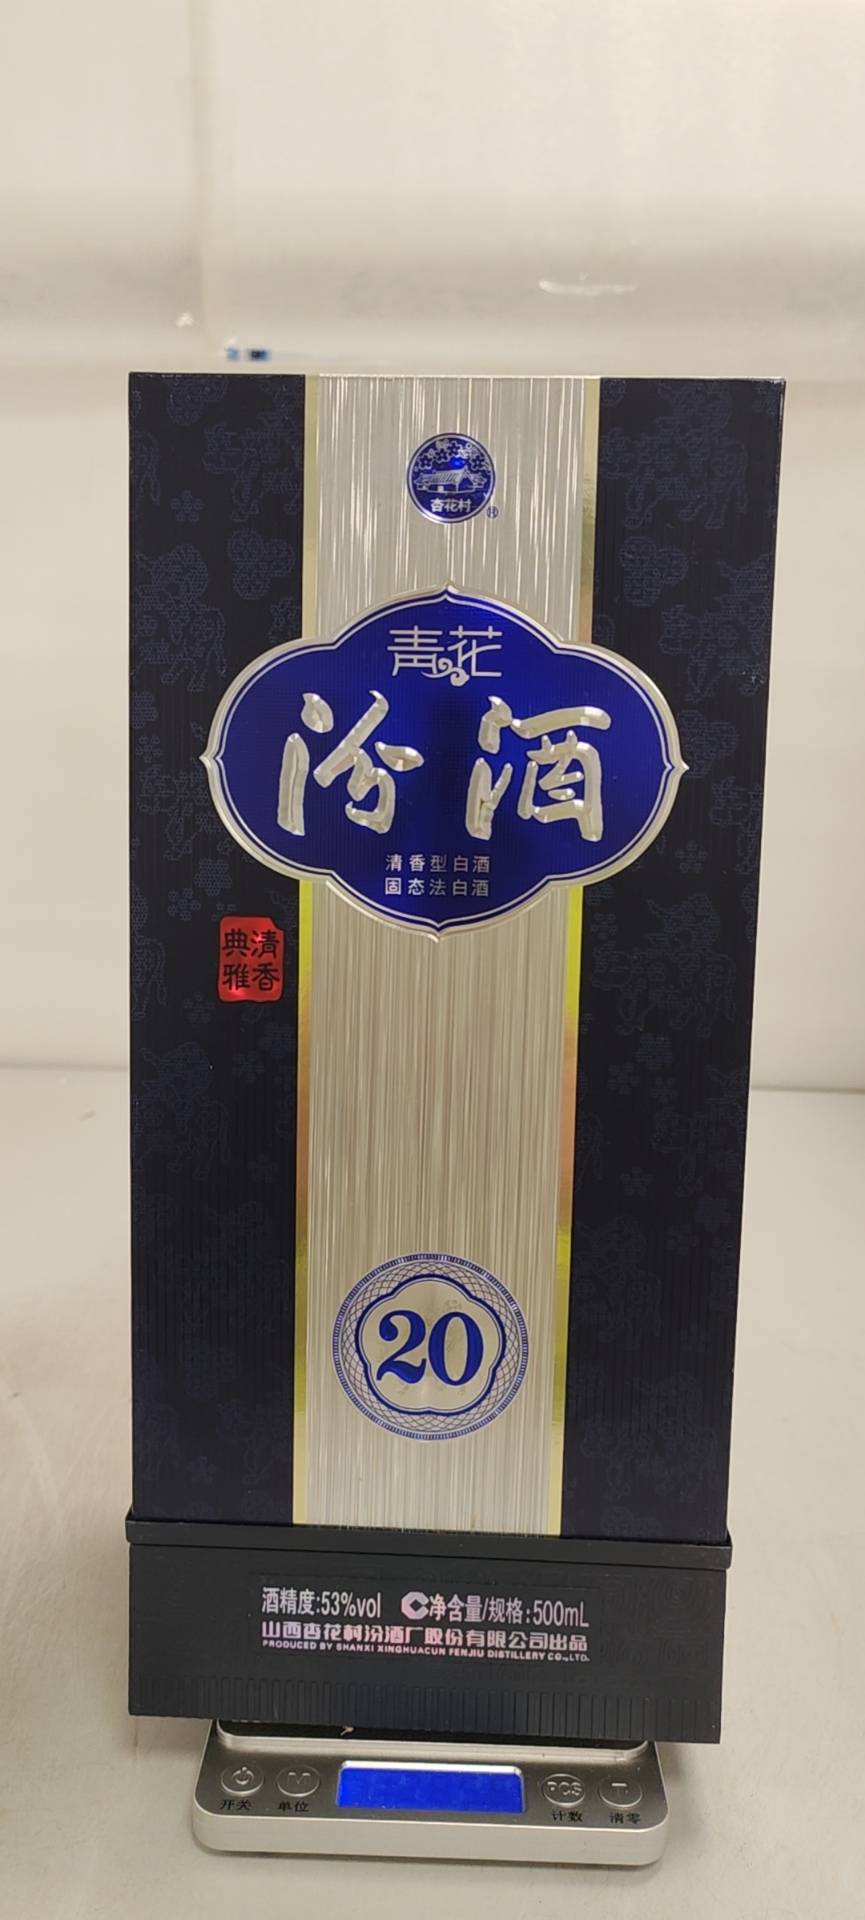 杏花村
®
青花
汾酒
清香型白酒
固态法白酒
清香
典雅
20
酒精度:53%vol C净含量/规格:500mL
山西杏花村汾酒厂股份有限公司出品
PRODUCED BY SHANXI XINGHUACUN FENJIU DISTILLERY CO.,LTD.
M PCS T
开关 单位 计数 清零